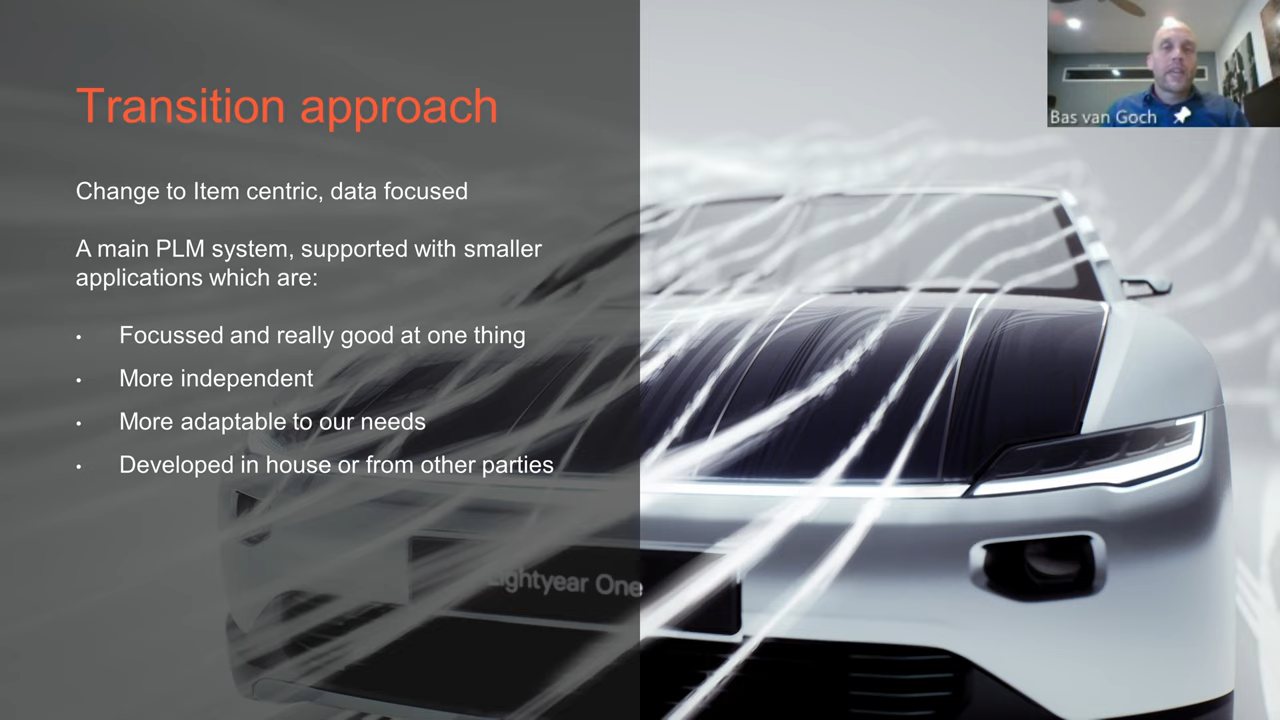 Transition approach
Bas van Goch
Change to Item centric, data focused
A main PLM system, supported with smaller
applications which are:
• Focussed and really good at one thing
• More independent
• More adaptable to our needs
• Developed in house or from other parties
Lightyear One